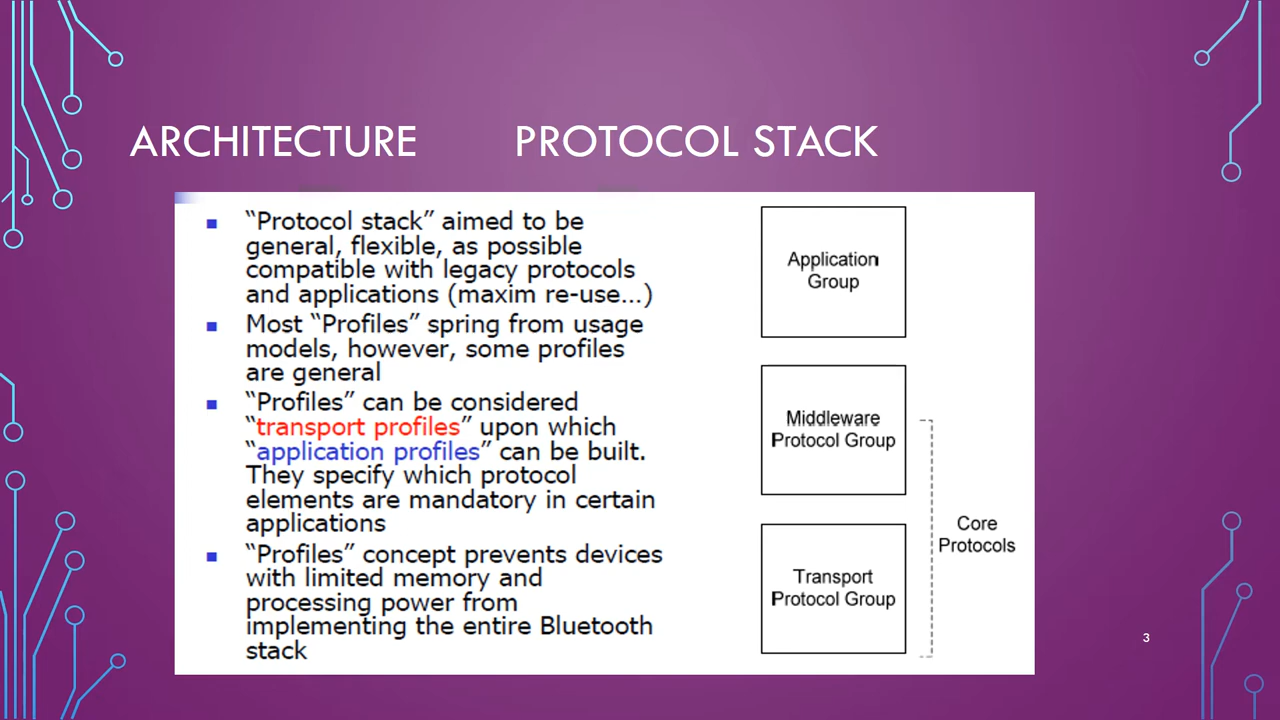 ARCHITECTURE PROTOCOL STACK
“Protocol stack” aimed to be
general, flexible, as possible
compatible with legacy protocols
and applications (maxim re-use…)
Most “Profiles” spring from usage
models, however, some profiles
are general
“Profiles” can be considered
“transport profiles” upon which
“application profiles” can be built.
They specify which protocol
elements are mandatory in certain
applications
“Profiles” concept prevents devices
with limited memory and
processing power from
implementing the entire Bluetooth
stack
Application
Group
Middleware
Protocol Group
Transport
Protocol Group
Core
Protocols
3